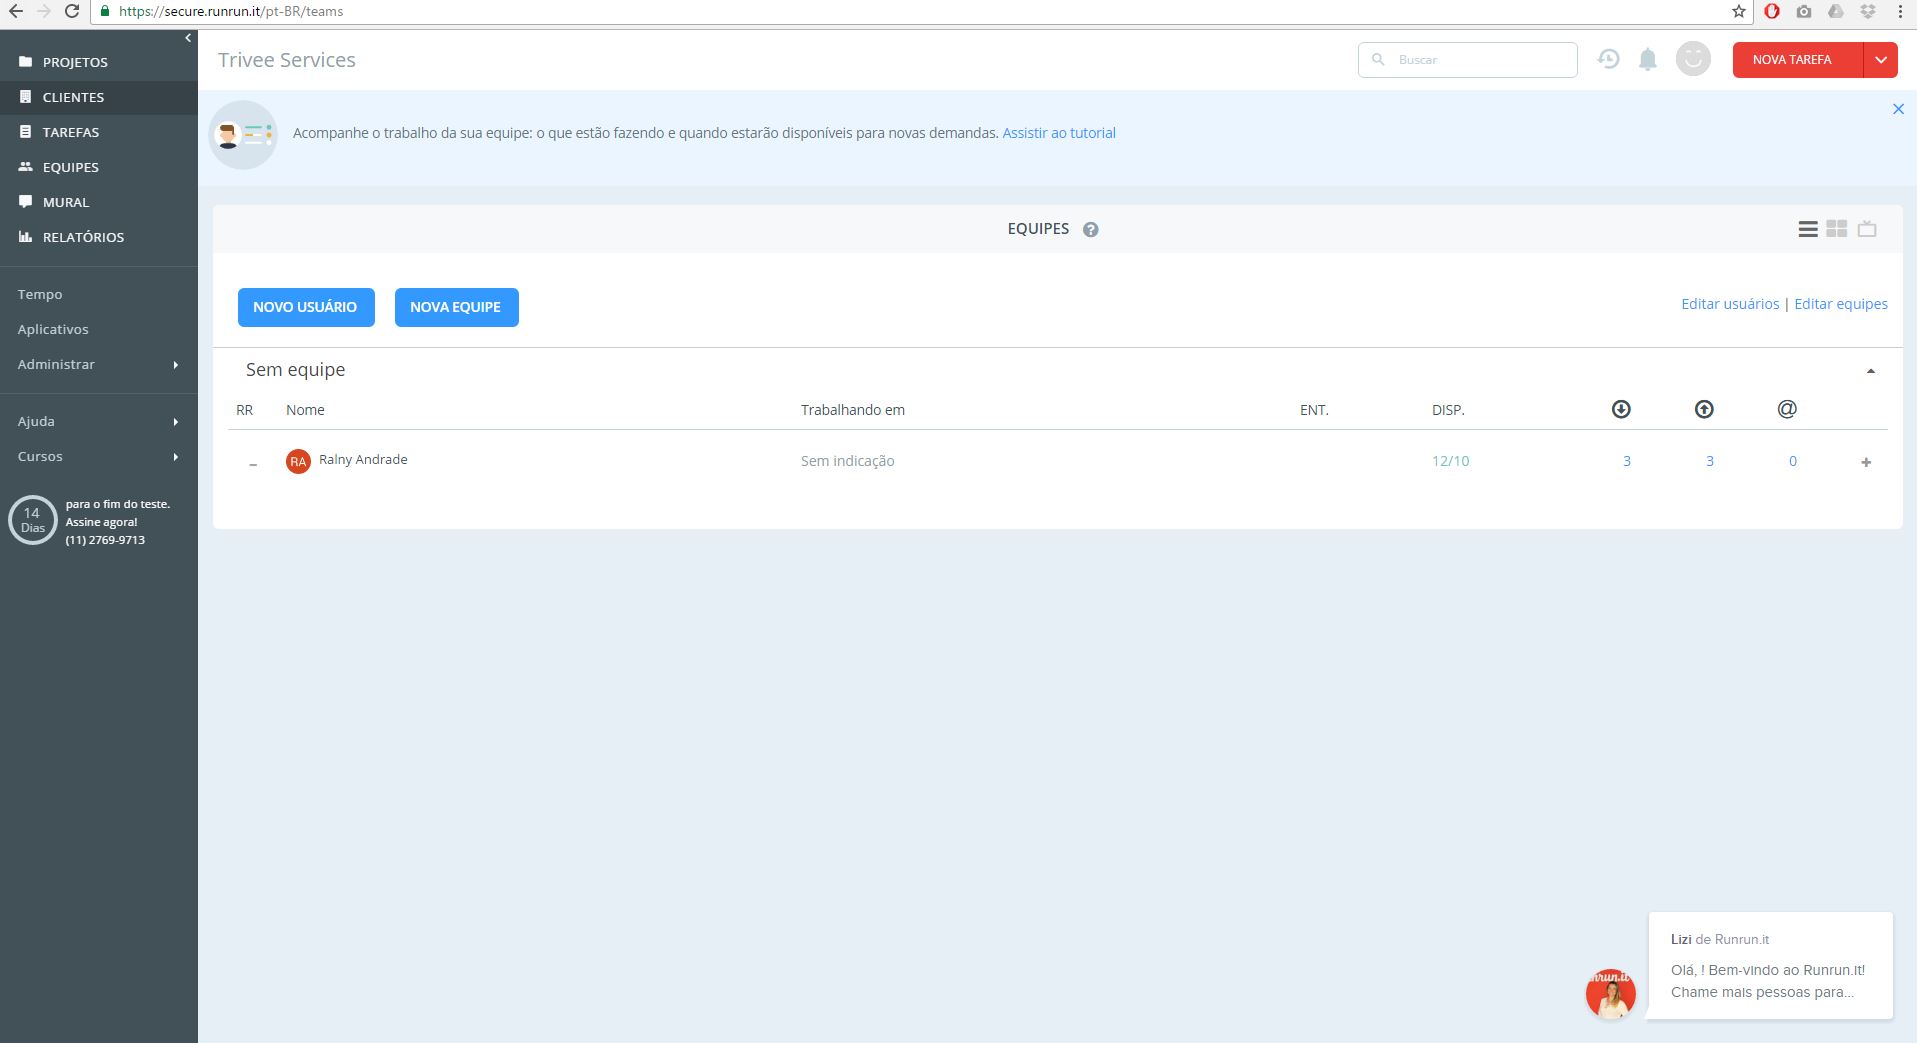 https://secure.runrun.it/pt-BR/teams
PROJETOS
CLIENTES
TAREFAS
EQUIPES
MURAL
RELATÓRIOS
Tempo
Aplicativos
Administrar
Ajuda
Cursos
14
Dias
para o fim do teste.
Assine agora!
(11) 2769-9713
Trivee Services
Buscar
NOVA TAREFA
Acompanhe o trabalho da sua equipe: o que estão fazendo e quando estarão disponíveis para novas demandas. Assistir ao tutorial
EQUIPES ?
NOVO USUÁRIO NOVA EQUIPE
Editar usuários | Editar equipes
Sem equipe
RR Nome Trabalhando em ENT. DISP. @
– RA Ralny Andrade Sem indicação 12/10 3 3 0 +
Lizi de Runrun.it
Olá, ! Bem-vindo ao Runrun.it!
Chame mais pessoas para...